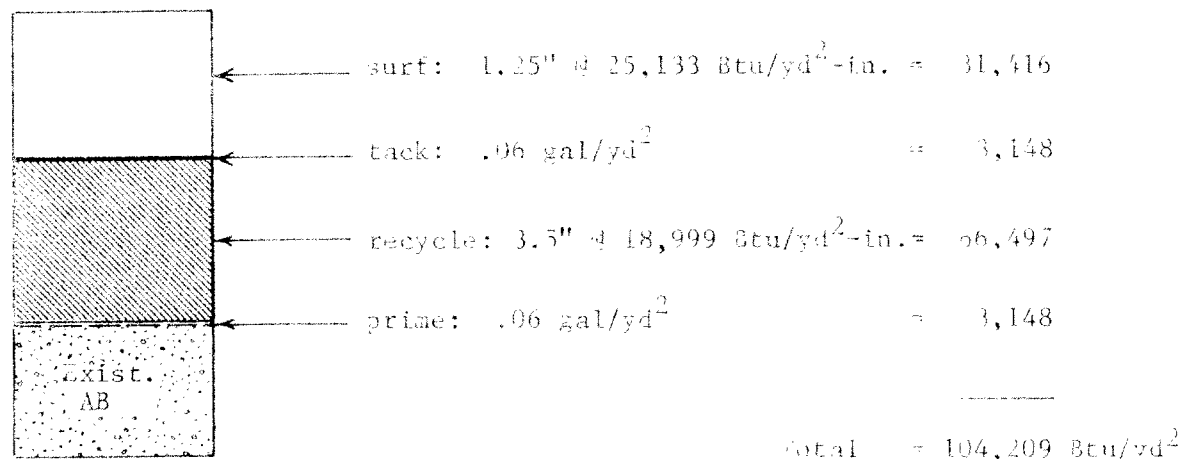 surf: 1.25" @ 25,133 Btu/yd²-in. = 31,416
tack: .06 gal/yd² = 3,148
recycle: 3.5" @ 18,999 Btu/yd²-in.= 66,497
prime: .06 gal/yd² = 3,148
Exist.
AB
Total = 104,209 Btu/yd²